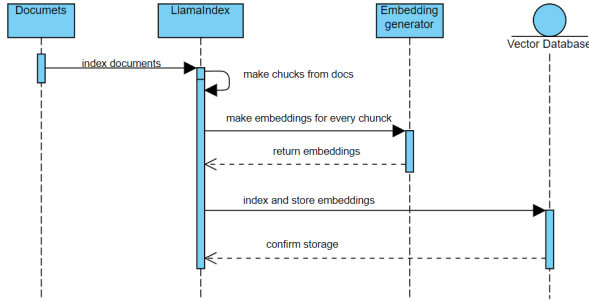 Documets
LlamaIndex
Embedding
generator
Vector Database
index documents
make chucks from docs
make embeddings for every chunck
return embeddings
index and store embeddings
confirm storage